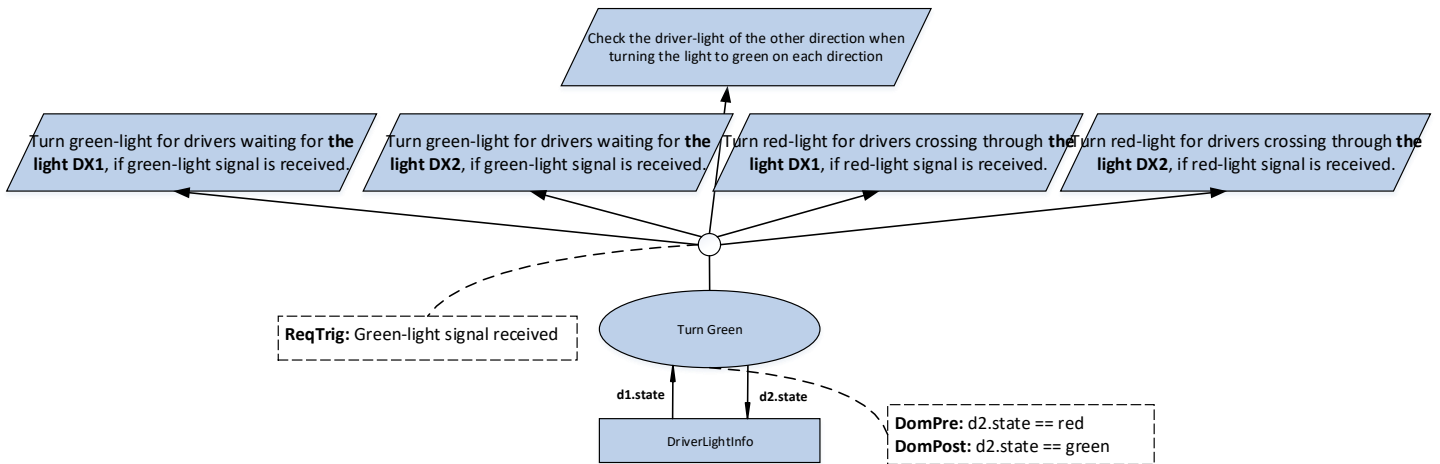 Check the driver-light of the other direction when
turning the light to green on each direction
Turn green-light for drivers waiting for the
light DX1, if green-light signal is received.
Turn green-light for drivers waiting for the
light DX2, if green-light signal is received.
Turn red-light for drivers crossing through the
light DX1, if red-light signal is received.
Turn red-light for drivers crossing through the
light DX2, if red-light signal is received.
ReqTrig: Green-light signal received
Turn Green
d1.state
d2.state
DriverLightInfo
DomPre: d2.state == red
DomPost: d2.state == green